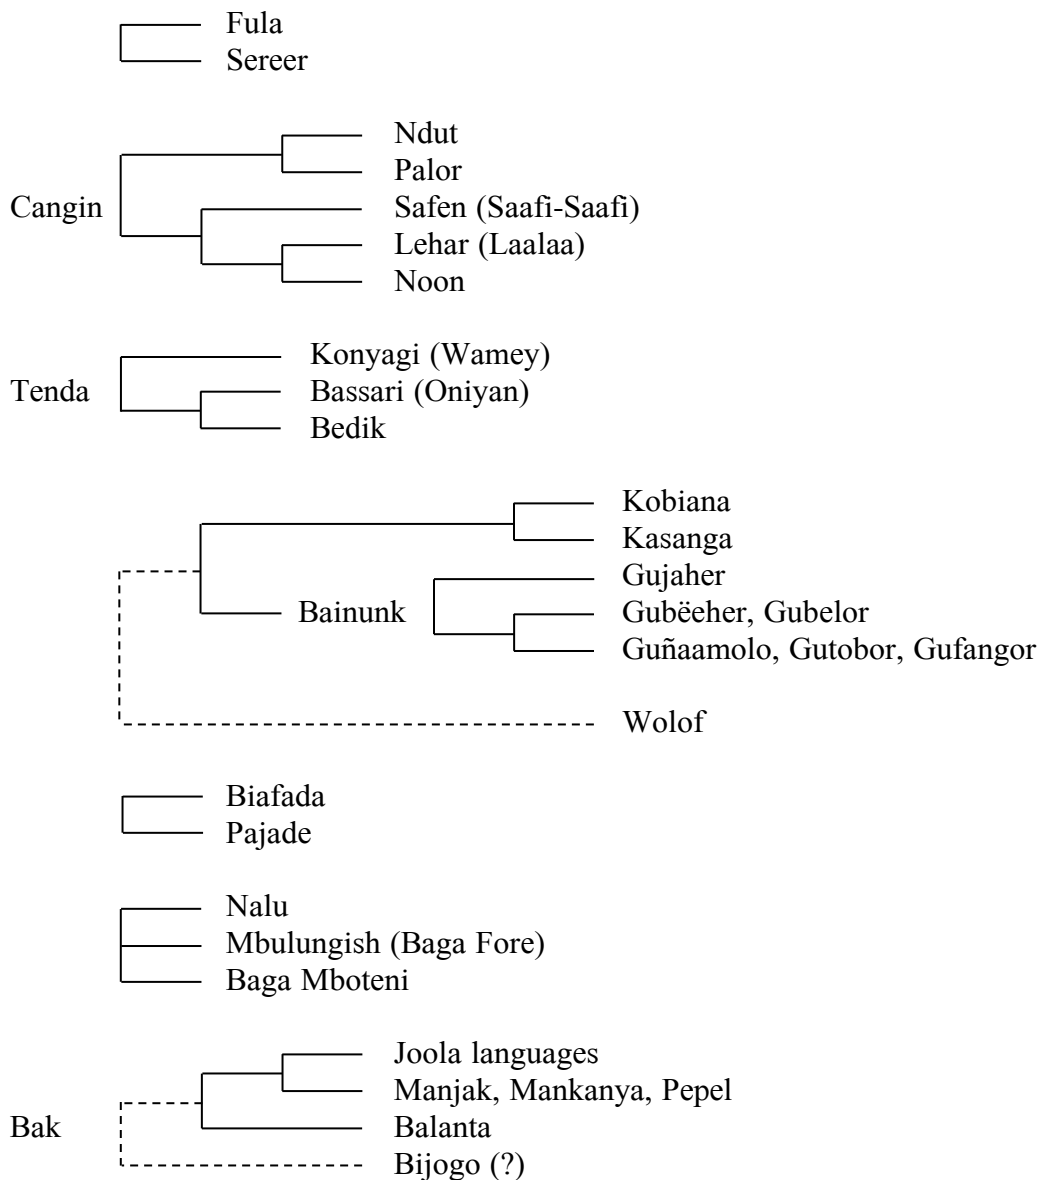 Fula
Sereer
Ndut
Palor
Cangin
Safen (Saafi-Saafi)
Lehar (Laalaa)
Noon
Konyagi (Wamey)
Tenda
Bassari (Oniyan)
Bedik
Kobiana
Kasanga
Gujaher
Bainunk
Gubëeher, Gubelor
Guñaamolo, Gutobor, Gufangor
Wolof
Biafada
Pajade
Nalu
Mbulungish (Baga Fore)
Baga Mboteni
Joola languages
Manjak, Mankanya, Pepel
Bak
Balanta
Bijogo (?)